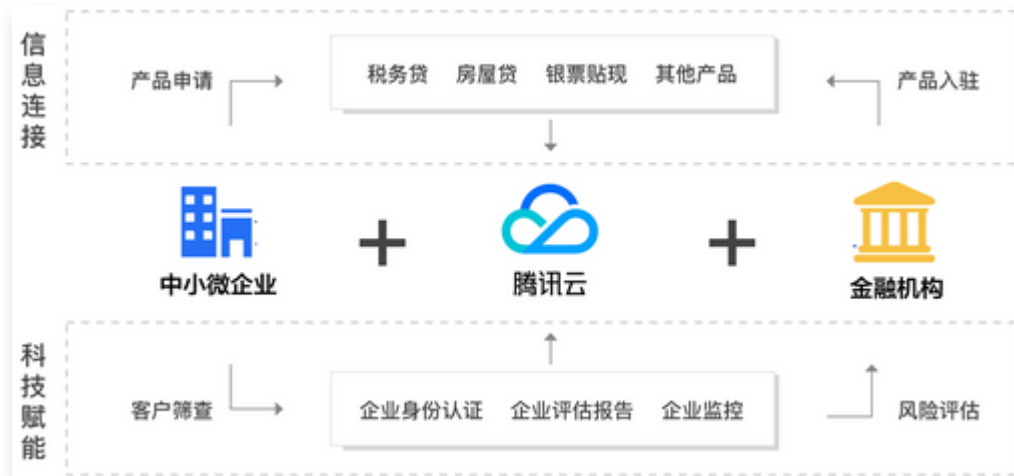 信息连接
产品申请
税务贷 房屋贷 银票贴现 其他产品
产品入驻
中小微企业
腾讯云
金融机构
科技赋能
客户筛查
企业身份认证 企业评估报告 企业监控
风险评估